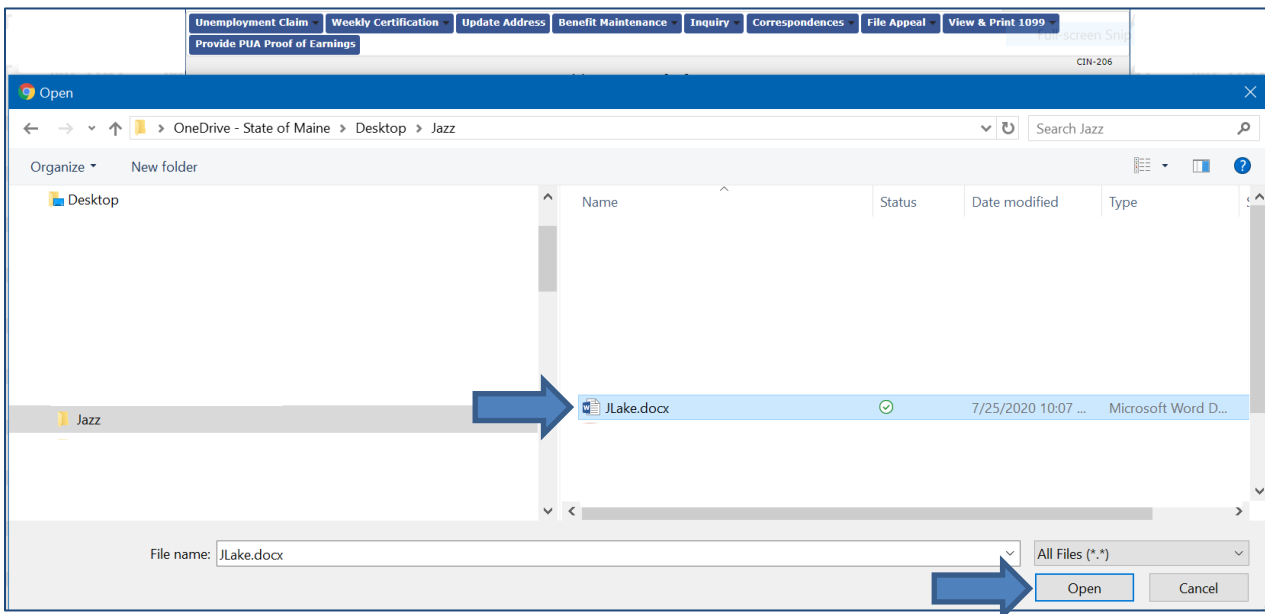 Unemployment Claim Weekly Certification Update Address Benefit Maintenance Inquiry Correspondences File Appeal View & Print 1099
Full-screen Snip
Provide PUA Proof of Earnings
CIN-206
Open
OneDrive - State of Maine > Desktop > Jazz
Search Jazz
Organize New folder
Desktop
Name Status Date modified Type
JLake.docx 7/25/2020 10:07 ... Microsoft Word D...
Jazz
File name: JLake.docx All Files (*.*)
Open Cancel